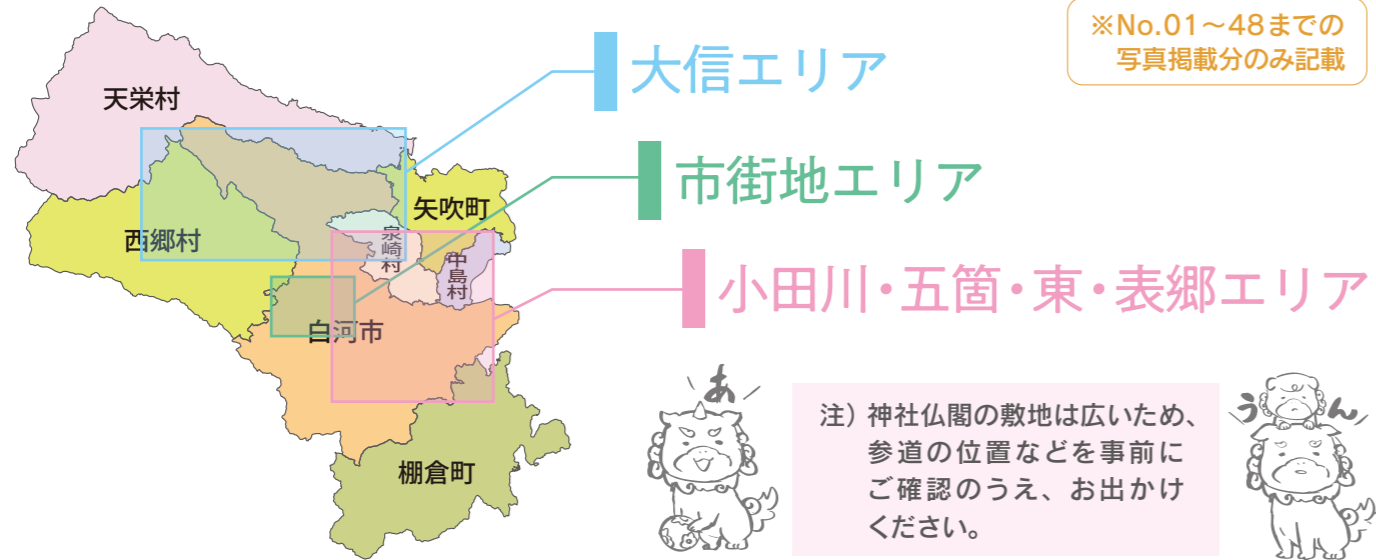 ※No.01～48までの
写真掲載分のみ記載
大信エリア
市街地エリア
小田川・五箇・東・表郷エリア
天栄村
西郷村
矢吹町
泉崎村
中島村
白河市
棚倉町
あ
注）神社仏閣の敷地は広いため、
参道の位置などを事前に
ご確認のうえ、お出かけ
ください。
うん